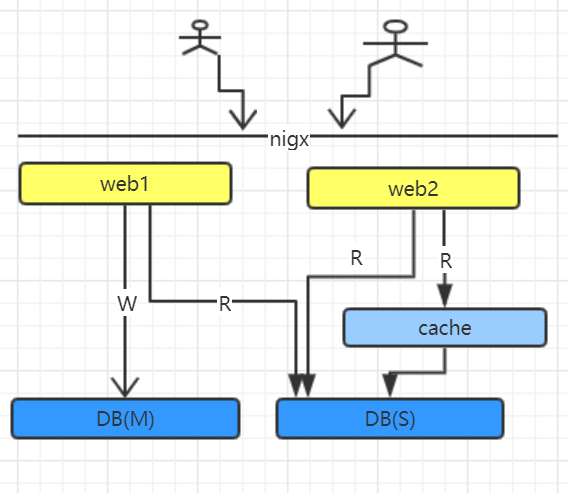 nigx
web1
web2
R
R
W
R
cache
DB(M)
DB(S)